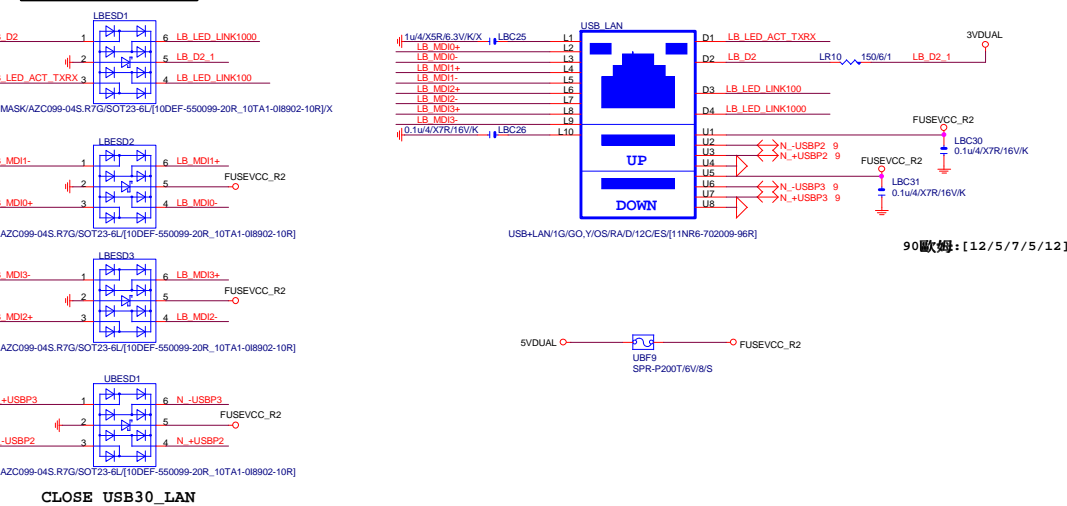 LBESD1
_D2
1
6 LB_LED_LINK1000
2
5 LB_D2_1
_LED_ACT_TXRX 3
4 LB_LED_LINK100
MASK/AZC099-04S.R7G/SOT23-6L/[10DEF-550099-20R_10TA1-0I8902-10R]/X
LBESD2
_MDI1-
1
6 LB_MDI1+
2
5
FUSEVCC_R2
_MDI0+
3
4 LB_MDI0-
AZC099-04S.R7G/SOT23-6L/[10DEF-550099-20R_10TA1-0I8902-10R]
LBESD3
_MDI3-
1
6 LB_MDI3+
2
5
FUSEVCC_R2
_MDI2+
3
4 LB_MDI2-
AZC099-04S.R7G/SOT23-6L/[10DEF-550099-20R_10TA1-0I8902-10R]
UBESD1
_+USBP3
1
6 N_-USBP3
2
5
FUSEVCC_R2
-USBP2
3
4 N_+USBP2
AZC099-04S.R7G/SOT23-6L/[10DEF-550099-20R_10TA1-0I8902-10R]
CLOSE USB30_LAN
USB_LAN
1u/4/X5R/6.3V/K/X
LBC25
L1
LB_MDI0+
L2
LB_MDI0-
L3
LB_MDI1+
L4
LB_MDI1-
L5
LB_MDI2+
L6
LB_MDI2-
L7
LB_MDI3+
L8
LB_MDI3-
L9
0.1u/4/X7R/16V/K
LBC26
L10
UP
DOWN
D1 LB_LED_ACT_TXRX
D2 LB_D2
LR10
150/6/1
LB_D2_1
3VDUAL
D3 LB_LED_LINK100
D4 LB_LED_LINK1000
U1
FUSEVCC_R2
U2
N_-USBP2 9
U3
N_+USBP2 9
U4
LBC30
0.1u/4/X7R/16V/K
U5
FUSEVCC_R2
U6
N_-USBP3 9
U7
N_+USBP3 9
U8
LBC31
0.1u/4/X7R/16V/K
USB+LAN/1G/GO,Y/OS/RA/D/12C/ES/[11NR6-702009-96R]
90歐姆:[12/5/7/5/12]
5VDUAL
FUSEVCC_R2
UBF9
SPR-P200T/6V/8/S